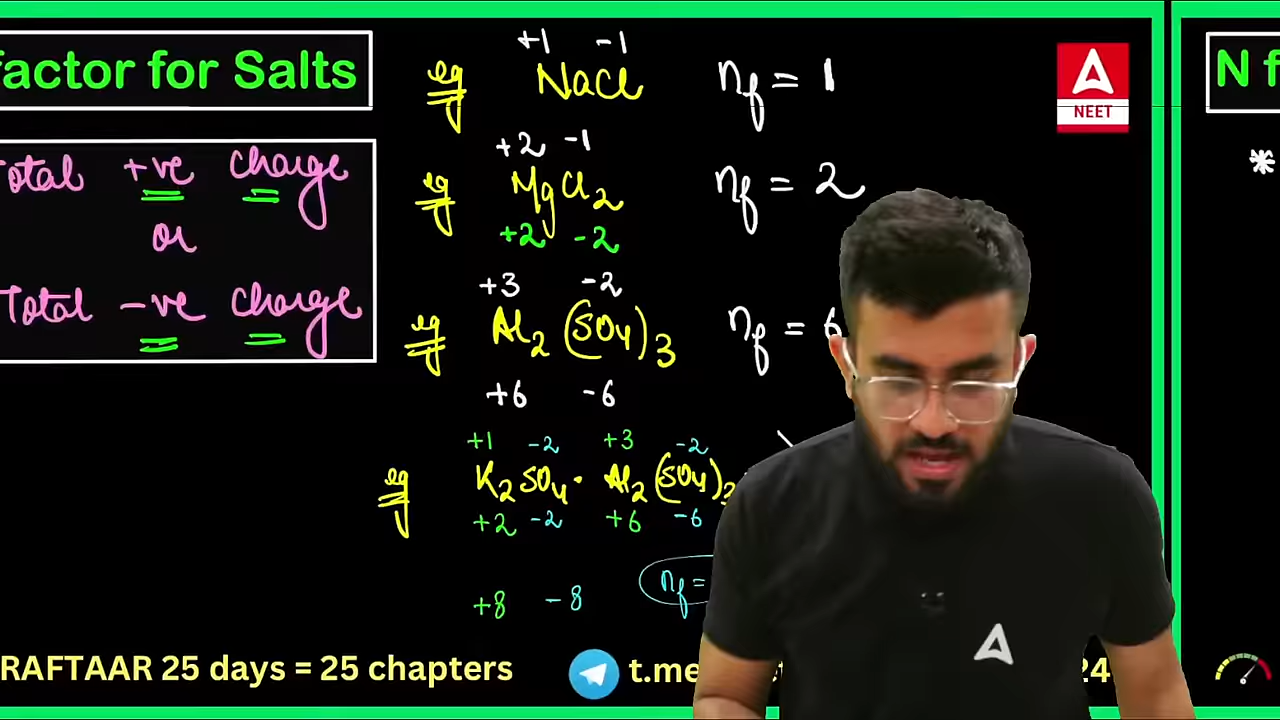 factor for Salts
Total +ve charge
or
Total -ve charge
+1 -1
eg NaCl nf = 1
+2 -1
eg MgCl2 nf = 2
+2 -2
+3 -2
eg Al2(SO4)3 nf = 6
+6 -6
+1 -2 +3 -2
eg K2SO4·Al2(SO4)3
+2 -2 +6 -6
+8 -8 nf =
NEET
N f
*
RAFTAAR 25 days = 25 chapters
t.me
24